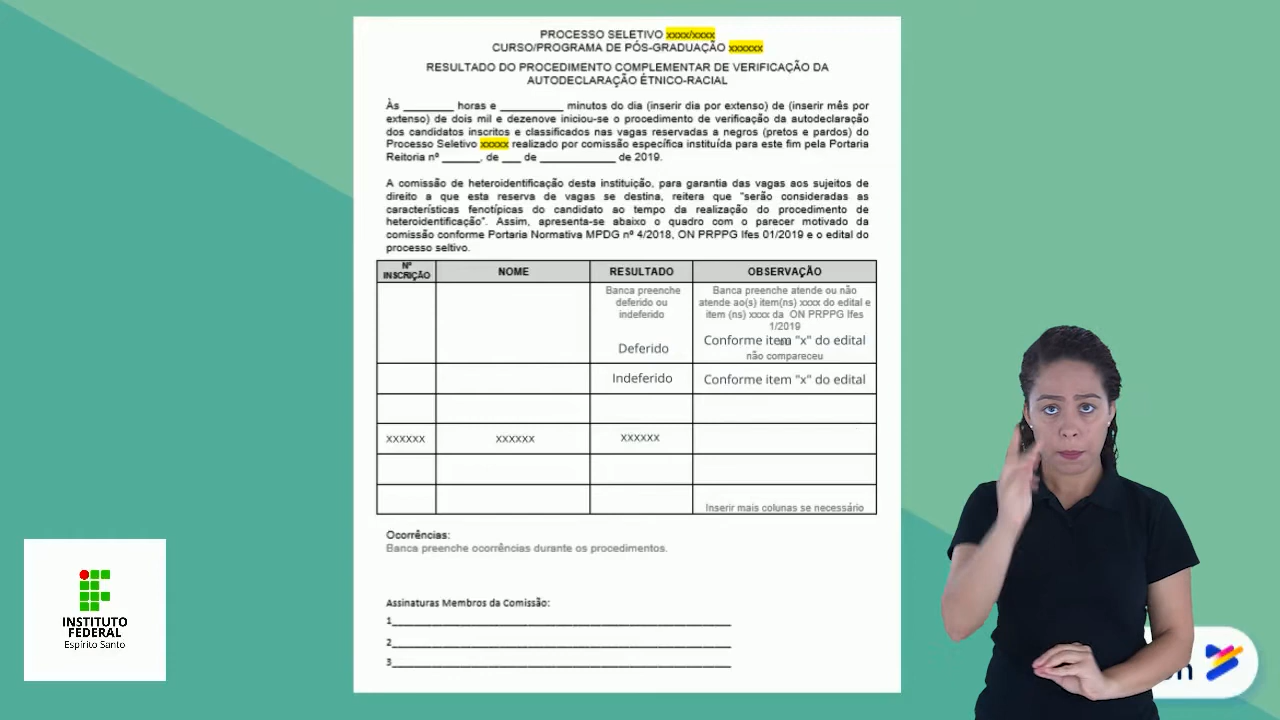 PROCESSO SELETIVO xxxx/xxxx
CURSO/PROGRAMA DE PÓS-GRADUAÇÃO xxxxxx
RESULTADO DO PROCEDIMENTO COMPLEMENTAR DE VERIFICAÇÃO DA
AUTODECLARAÇÃO ÉTNICO-RACIAL
Às ________ horas e __________ minutos do dia (inserir dia por extenso) de (inserir mês por
extenso) de dois mil e dezenove iniciou-se o procedimento de verificação da autodeclaração
dos candidatos inscritos e classificados nas vagas reservadas a negros (pretos e pardos) do
Processo Seletivo xxxxx realizado por comissão específica instituída para este fim pela Portaria
Reitoria nº ______, de ___ de ____________ de 2019.
A comissão de heteroidentificação desta instituição, para garantia das vagas aos sujeitos de
direito a que esta reserva de vagas se destina, reitera que "serão consideradas as
características fenotípicas do candidato ao tempo da realização do procedimento de
heteroidentificação". Assim, apresenta-se abaixo o quadro com o parecer motivado da
comissão conforme Portaria Normativa MPDG nº 4/2018, ON PRPPG Ifes 01/2019 e o edital do
processo seltivo.
Nº INSCRIÇÃO NOME RESULTADO OBSERVAÇÃO
Banca preenche
deferido ou
indeferido
Deferido
Banca preenche atende ou não
atende ao(s) item(ns) xxxx do edital e
item (ns) xxxx da ON PRPPG Ifes
1/2019
Conforme item "x" do edital
não compareceu
Indeferido Conforme item "x" do edital
xxxxxx xxxxxx xxxxxx
Inserir mais colunas se necessário
Ocorrências:
Banca preenche ocorrências durante os procedimentos.
Assinaturas Membros da Comissão:
1
2
3
INSTITUTO
FEDERAL
Espírito Santo